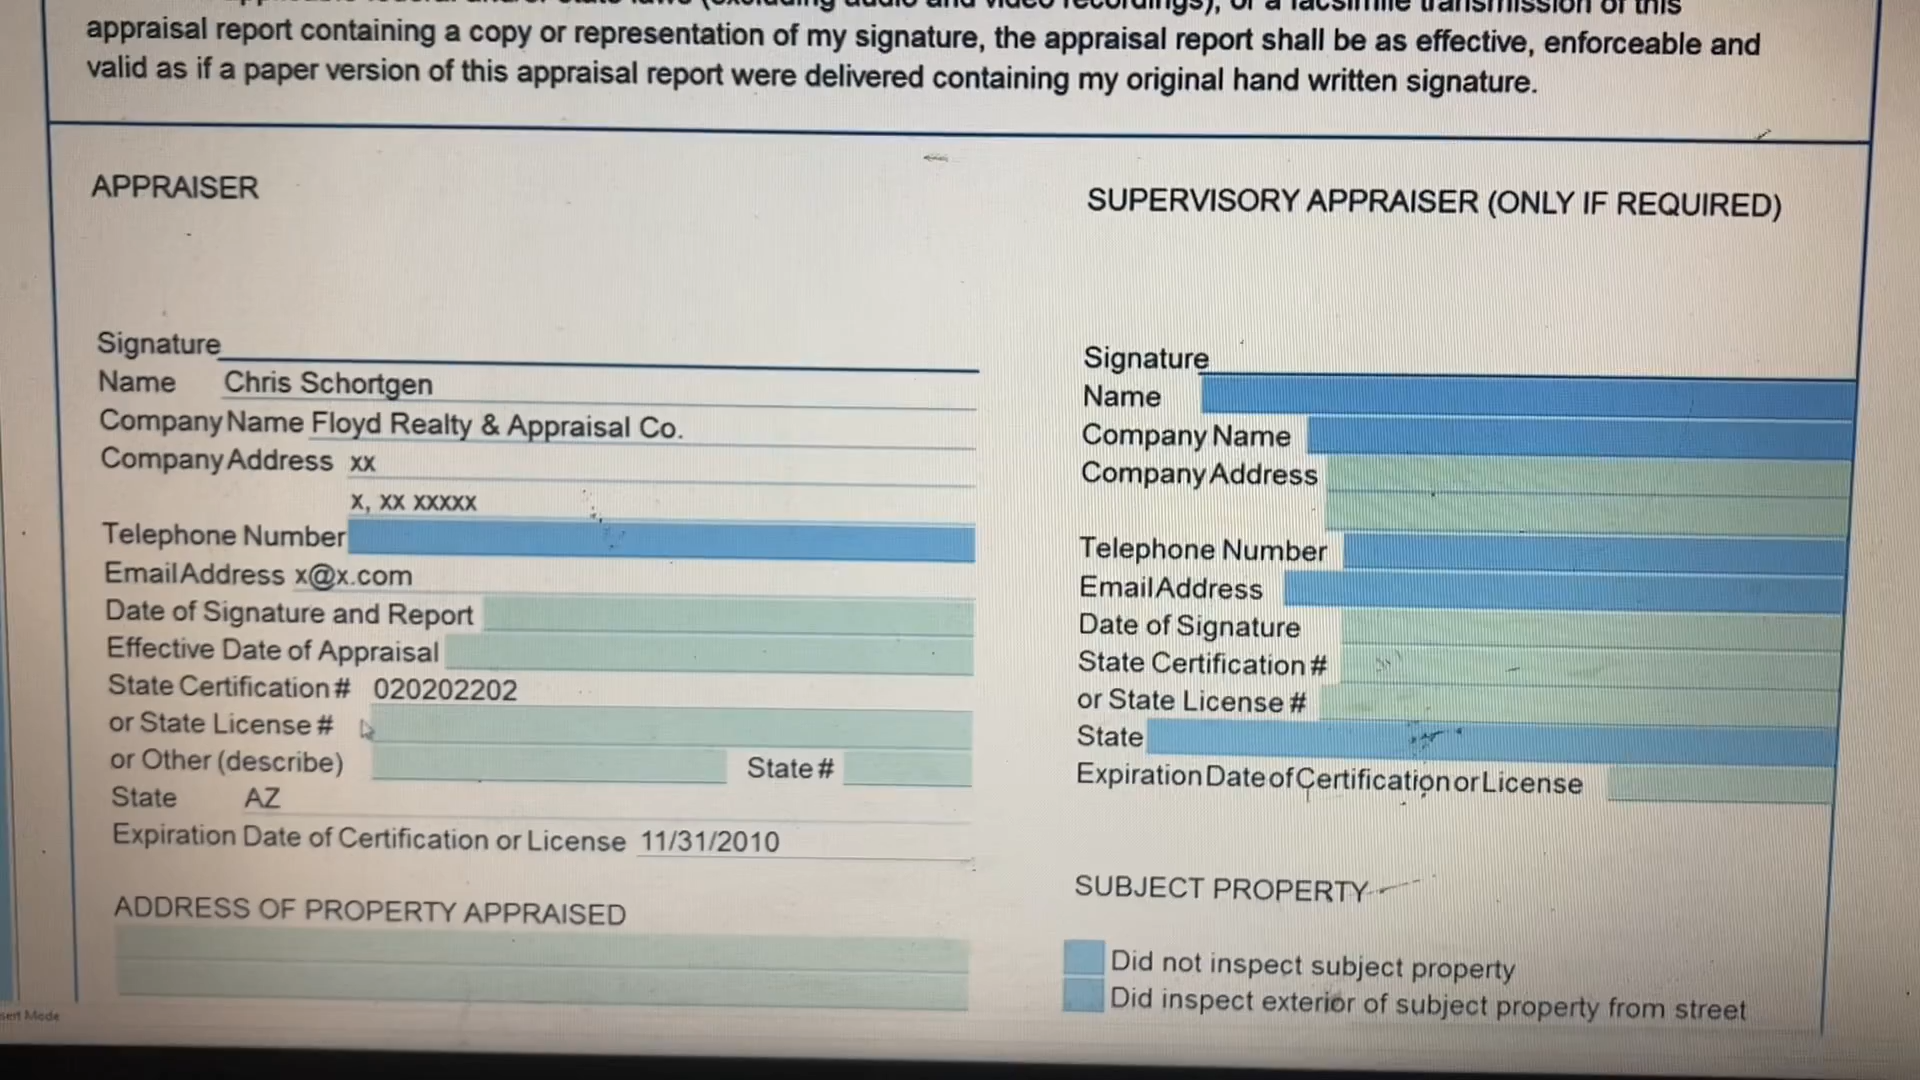 appraisal report containing a copy or representation of my signature, the appraisal report shall be as effective, enforceable and
valid as if a paper version of this appraisal report were delivered containing my original hand written signature.
APPRAISER
Signature
Name Chris Schortgen
Company Name Floyd Realty & Appraisal Co.
Company Address xx
x, xx xxxxx
Telephone Number
Email Address x@x.com
Date of Signature and Report
Effective Date of Appraisal
State Certification # 020202202
or State License #
or Other (describe) State #
State AZ
Expiration Date of Certification or License 11/31/2010
ADDRESS OF PROPERTY APPRAISED
SUPERVISORY APPRAISER (ONLY IF REQUIRED)
Signature
Name
Company Name
Company Address
Telephone Number
Email Address
Date of Signature
State Certification #
or State License #
State
Expiration Date of Certification or License
SUBJECT PROPERTY
Did not inspect subject property
Did inspect exterior of subject property from street
Mode